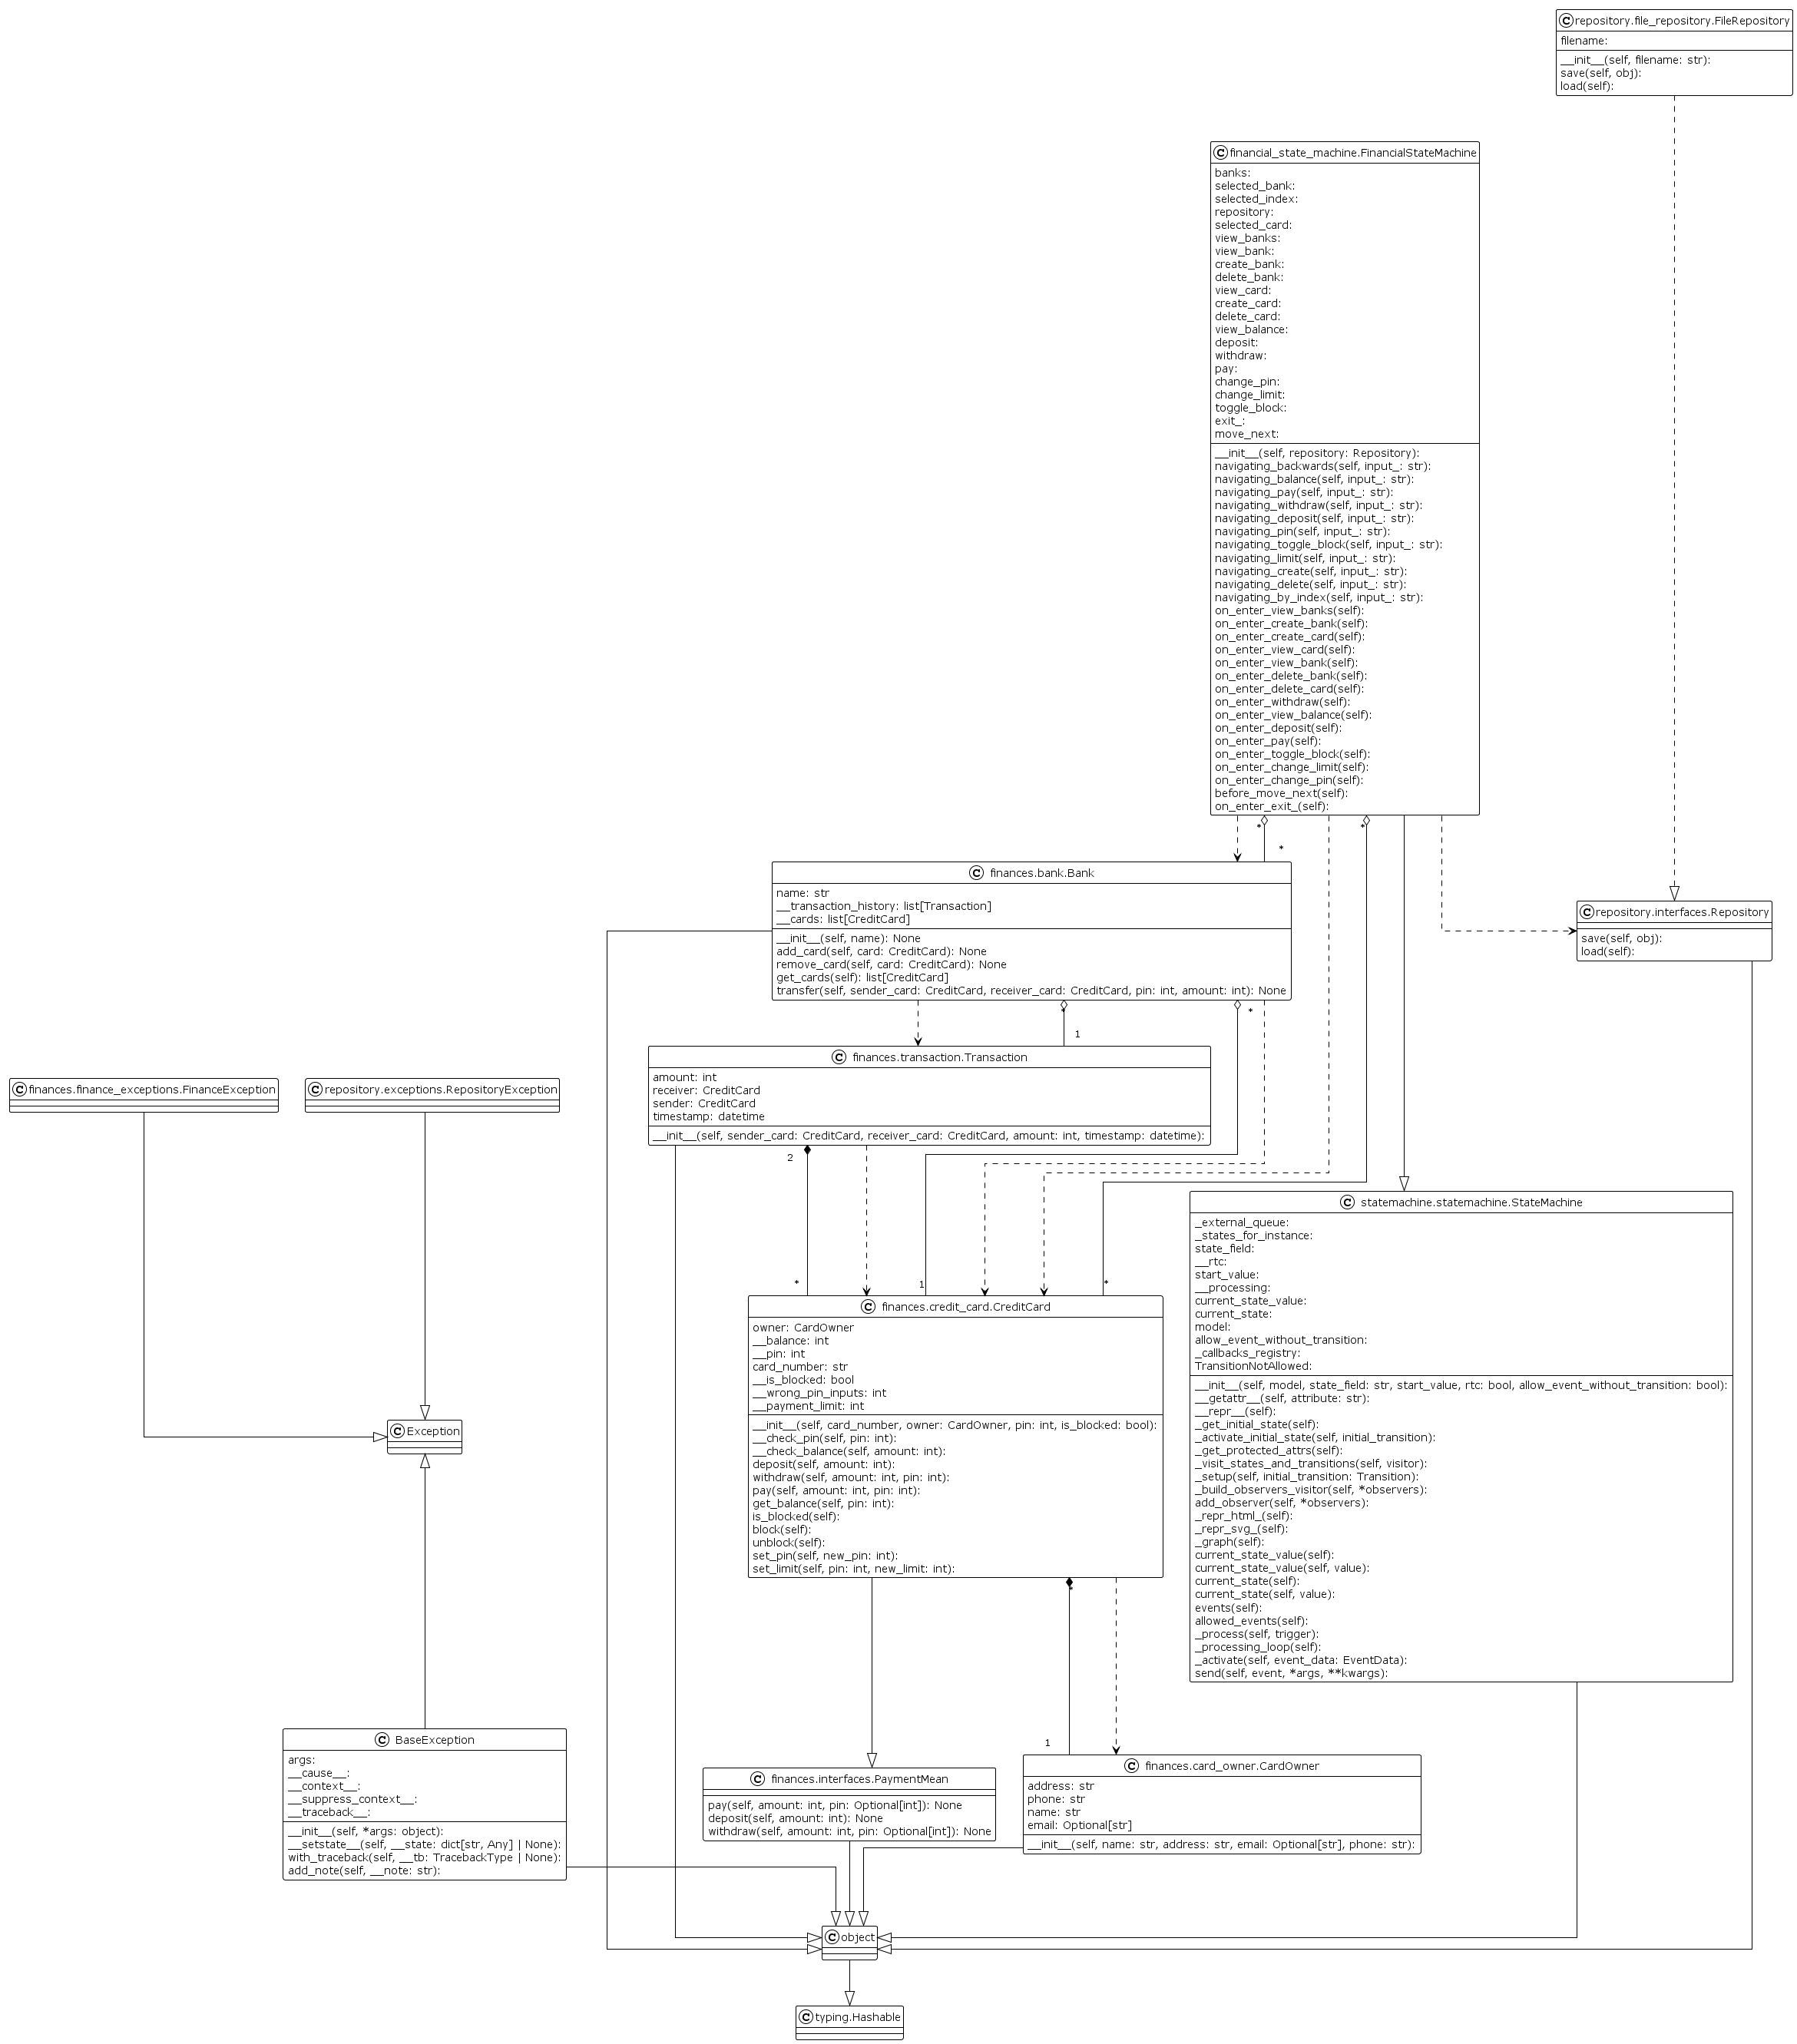 C repository.file_repository.FileRepository
filename:
__init__(self, filename: str):
save(self, obj):
load(self):
C financial_state_machine.FinancialStateMachine
banks:
selected_bank:
selected_index:
repository:
selected_card:
view_banks:
view_bank:
create_bank:
delete_bank:
view_card:
create_card:
delete_card:
view_balance:
deposit:
withdraw:
pay:
change_pin:
change_limit:
toggle_block:
exit_:
move_next:
__init__(self, repository: Repository):
navigating_backwards(self, input_: str):
navigating_balance(self, input_: str):
navigating_pay(self, input_: str):
navigating_withdraw(self, input_: str):
navigating_deposit(self, input_: str):
navigating_pin(self, input_: str):
navigating_toggle_block(self, input_: str):
navigating_limit(self, input_: str):
navigating_create(self, input_: str):
navigating_delete(self, input_: str):
navigating_by_index(self, input_: str):
on_enter_view_banks(self):
on_enter_create_bank(self):
on_enter_create_card(self):
on_enter_view_card(self):
on_enter_view_bank(self):
on_enter_delete_bank(self):
on_enter_delete_card(self):
on_enter_withdraw(self):
on_enter_view_balance(self):
on_enter_deposit(self):
on_enter_pay(self):
on_enter_toggle_block(self):
on_enter_change_limit(self):
on_enter_change_pin(self):
before_move_next(self):
on_enter_exit_(self):
* *
*
C finances.bank.Bank
name: str
__transaction_history: list[Transaction]
__cards: list[CreditCard]
__init__(self, name): None
add_card(self, card: CreditCard): None
remove_card(self, card: CreditCard): None
get_cards(self): list[CreditCard]
transfer(self, sender_card: CreditCard, receiver_card: CreditCard, pin: int, amount: int): None
C repository.interfaces.Repository
save(self, obj):
load(self):
* *
1
C finances.transaction.Transaction
amount: int
receiver: CreditCard
sender: CreditCard
timestamp: datetime
__init__(self, sender_card: CreditCard, receiver_card: CreditCard, amount: int, timestamp: datetime):
C finances.finance_exceptions.FinanceException
C repository.exceptions.RepositoryException
2
C statemachine.statemachine.StateMachine
_external_queue:
_states_for_instance:
state_field:
__rtc:
start_value:
__processing:
current_state_value:
current_state:
model:
allow_event_without_transition:
_callbacks_registry:
TransitionNotAllowed:
__init__(self, model, state_field: str, start_value, rtc: bool, allow_event_without_transition: bool):
__getattr__(self, attribute: str):
__repr__(self):
_get_initial_state(self):
_activate_initial_state(self, initial_transition):
_get_protected_attrs(self):
_visit_states_and_transitions(self, visitor):
_setup(self, initial_transition: Transition):
_build_observers_visitor(self, *observers):
add_observer(self, *observers):
_repr_html_(self):
_repr_svg_(self):
_graph(self):
current_state_value(self):
current_state_value(self, value):
current_state(self):
current_state(self, value):
events(self):
allowed_events(self):
_process(self, trigger):
_processing_loop(self):
_activate(self, event_data: EventData):
send(self, event, *args, **kwargs):
* 1 *
C finances.credit_card.CreditCard
owner: CardOwner
__balance: int
__pin: int
card_number: str
__is_blocked: bool
__wrong_pin_inputs: int
__payment_limit: int
__init__(self, card_number, owner: CardOwner, pin: int, is_blocked: bool):
__check_pin(self, pin: int):
__check_balance(self, amount: int):
deposit(self, amount: int):
withdraw(self, amount: int, pin: int):
pay(self, amount: int, pin: int):
get_balance(self, pin: int):
is_blocked(self):
block(self):
unblock(self):
set_pin(self, new_pin: int):
set_limit(self, pin: int, new_limit: int):
C Exception
*
1
C BaseException
args:
__cause__:
__context__:
__suppress_context__:
__traceback__:
__init__(self, *args: object):
__setstate__(self, __state: dict[str, Any] | None):
with_traceback(self, __tb: TracebackType | None):
add_note(self, __note: str):
C finances.interfaces.PaymentMean
pay(self, amount: int, pin: Optional[int]): None
deposit(self, amount: int): None
withdraw(self, amount: int, pin: Optional[int]): None
C finances.card_owner.CardOwner
address: str
phone: str
name: str
email: Optional[str]
__init__(self, name: str, address: str, email: Optional[str], phone: str):
C object
C typing.Hashable